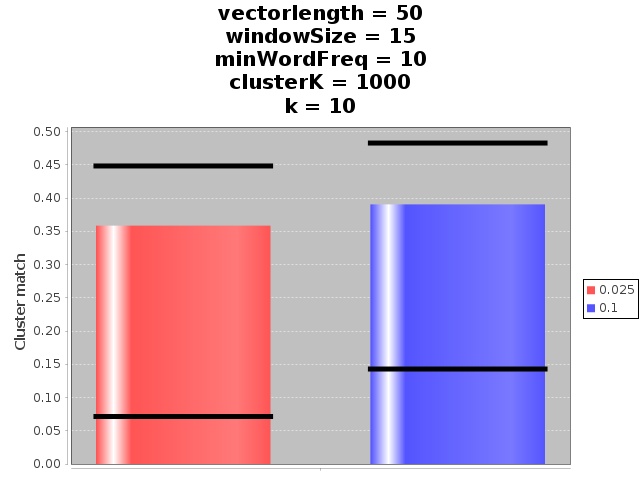 vectorlength = 50
windowSize = 15
minWordFreq = 10
clusterK = 1000
k = 10
0.50
0.45
0.40
0.35
0.30
0.25
0.20
0.15
0.10
0.05
0.00
Cluster match
0.025
0.1